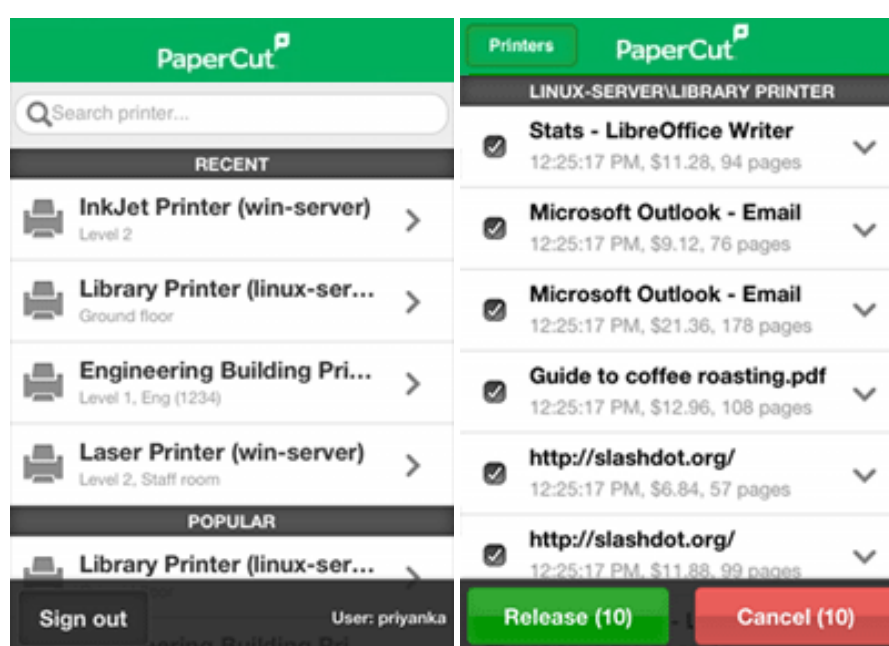 PaperCut
Search printer...
RECENT
InkJet Printer (win-server)
Level 2
Library Printer (linux-ser...
Ground floor
Engineering Building Pri...
Level 1, Eng (1234)
Laser Printer (win-server)
Level 2, Staff room
POPULAR
Library Printer (linux-ser...
Sign out
User: priyanka
Printers
PaperCut
LINUX-SERVER\LIBRARY PRINTER
Stats - LibreOffice Writer
12:25:17 PM, $11.28, 94 pages
Microsoft Outlook - Email
12:25:17 PM, $9.12, 76 pages
Microsoft Outlook - Email
12:25:17 PM, $21.36, 178 pages
Guide to coffee roasting.pdf
12:25:17 PM, $12.96, 108 pages
http://slashdot.org/
12:25:17 PM, $6.84, 57 pages
http://slashdot.org/
12:25:17 PM, $11.88, 99 pages
Release (10)
Cancel (10)